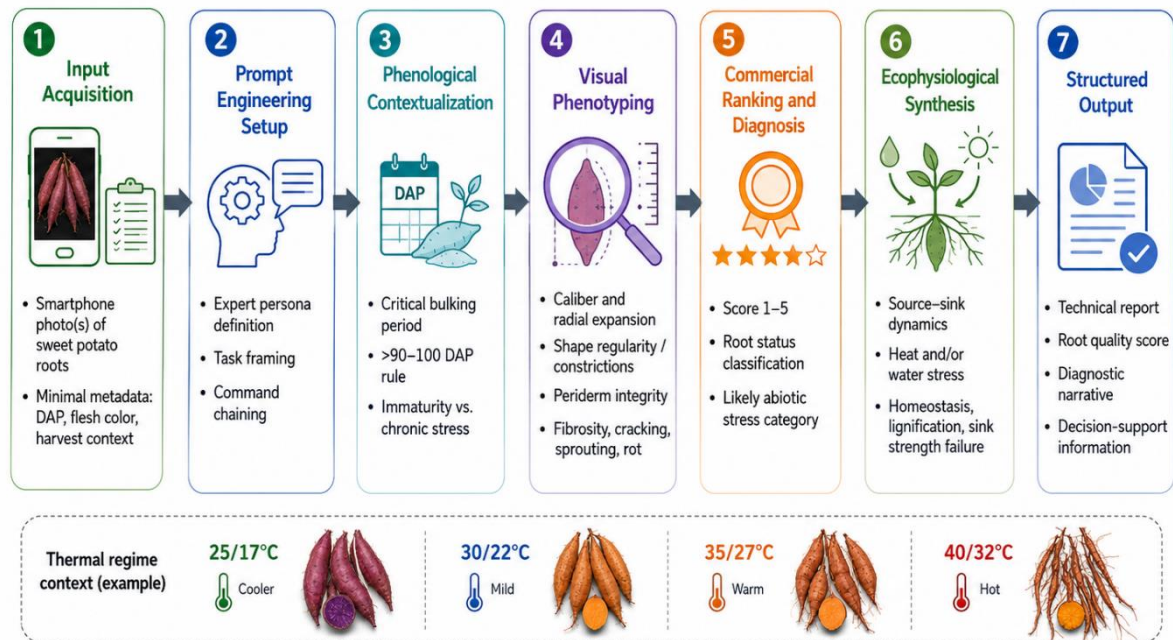 1
Input
Acquisition
• Smartphone
photo(s) of
sweet potato
roots
• Minimal metadata:
DAP, flesh color,
harvest context
2
Prompt
Engineering
Setup
• Expert persona
definition
• Task framing
• Command
chaining
3
Phenological
Contextualization
DAP
• Critical bulking
period
• >90–100 DAP
rule
• Immaturity vs.
chronic stress
4
Visual
Phenotyping
• Caliber and
radial expansion
• Shape regularity /
constrictions
• Periderm integrity
• Fibrosity, cracking,
sprouting, rot
5
Commercial
Ranking and
Diagnosis
• Score 1–5
• Root status
classification
• Likely abiotic
stress category
6
Ecophysiological
Synthesis
• Source–sink
dynamics
• Heat and/or
water stress
• Homeostasis,
lignification, sink
strength failure
7
Structured
Output
• Technical report
• Root quality score
• Diagnostic
narrative
• Decision-support
information
Thermal regime
context (example)
25/17°C
Cooler
30/22°C
Mild
35/27°C
Warm
40/32°C
Hot